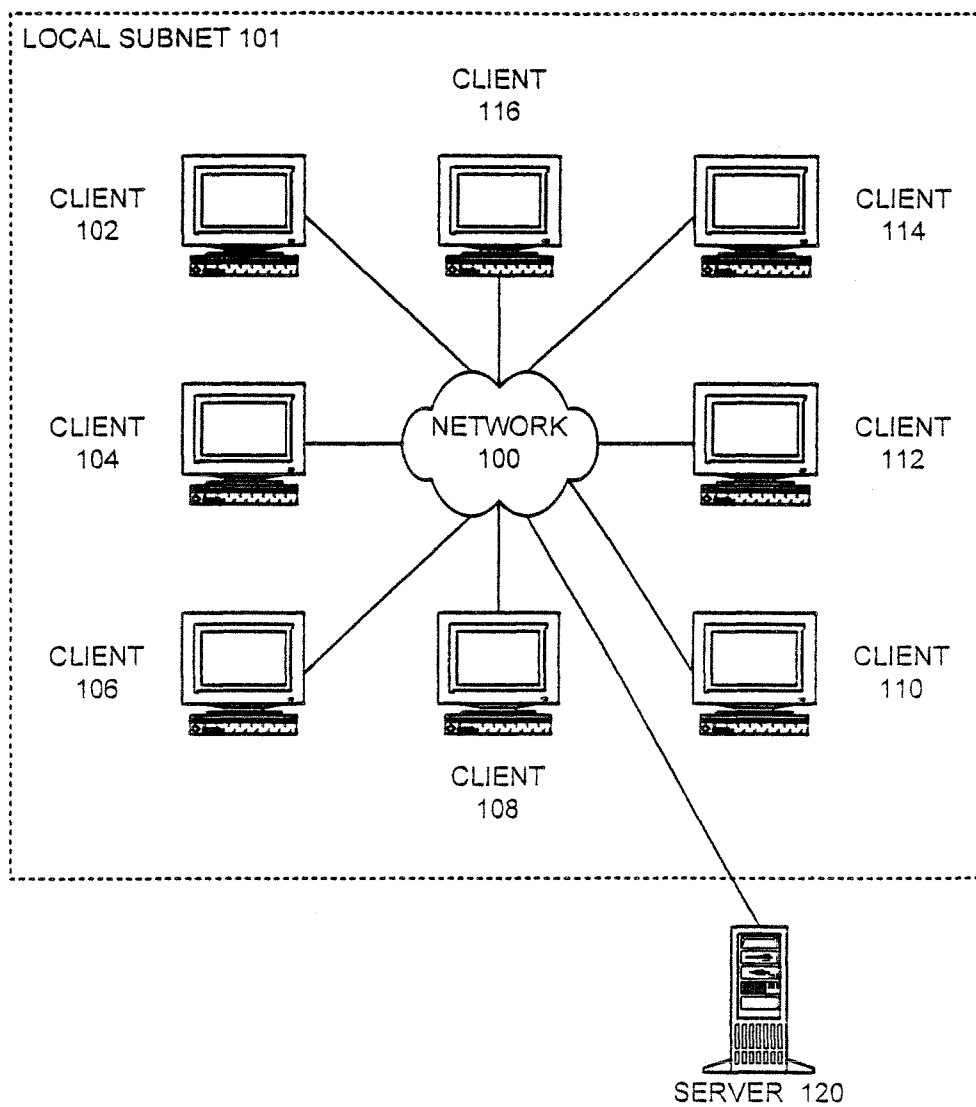 LOCAL SUBNET 101
CLIENT
116
CLIENT
102
CLIENT
114
CLIENT
104
NETWORK
100
CLIENT
112
CLIENT
106
CLIENT
110
CLIENT
108
SERVER 120